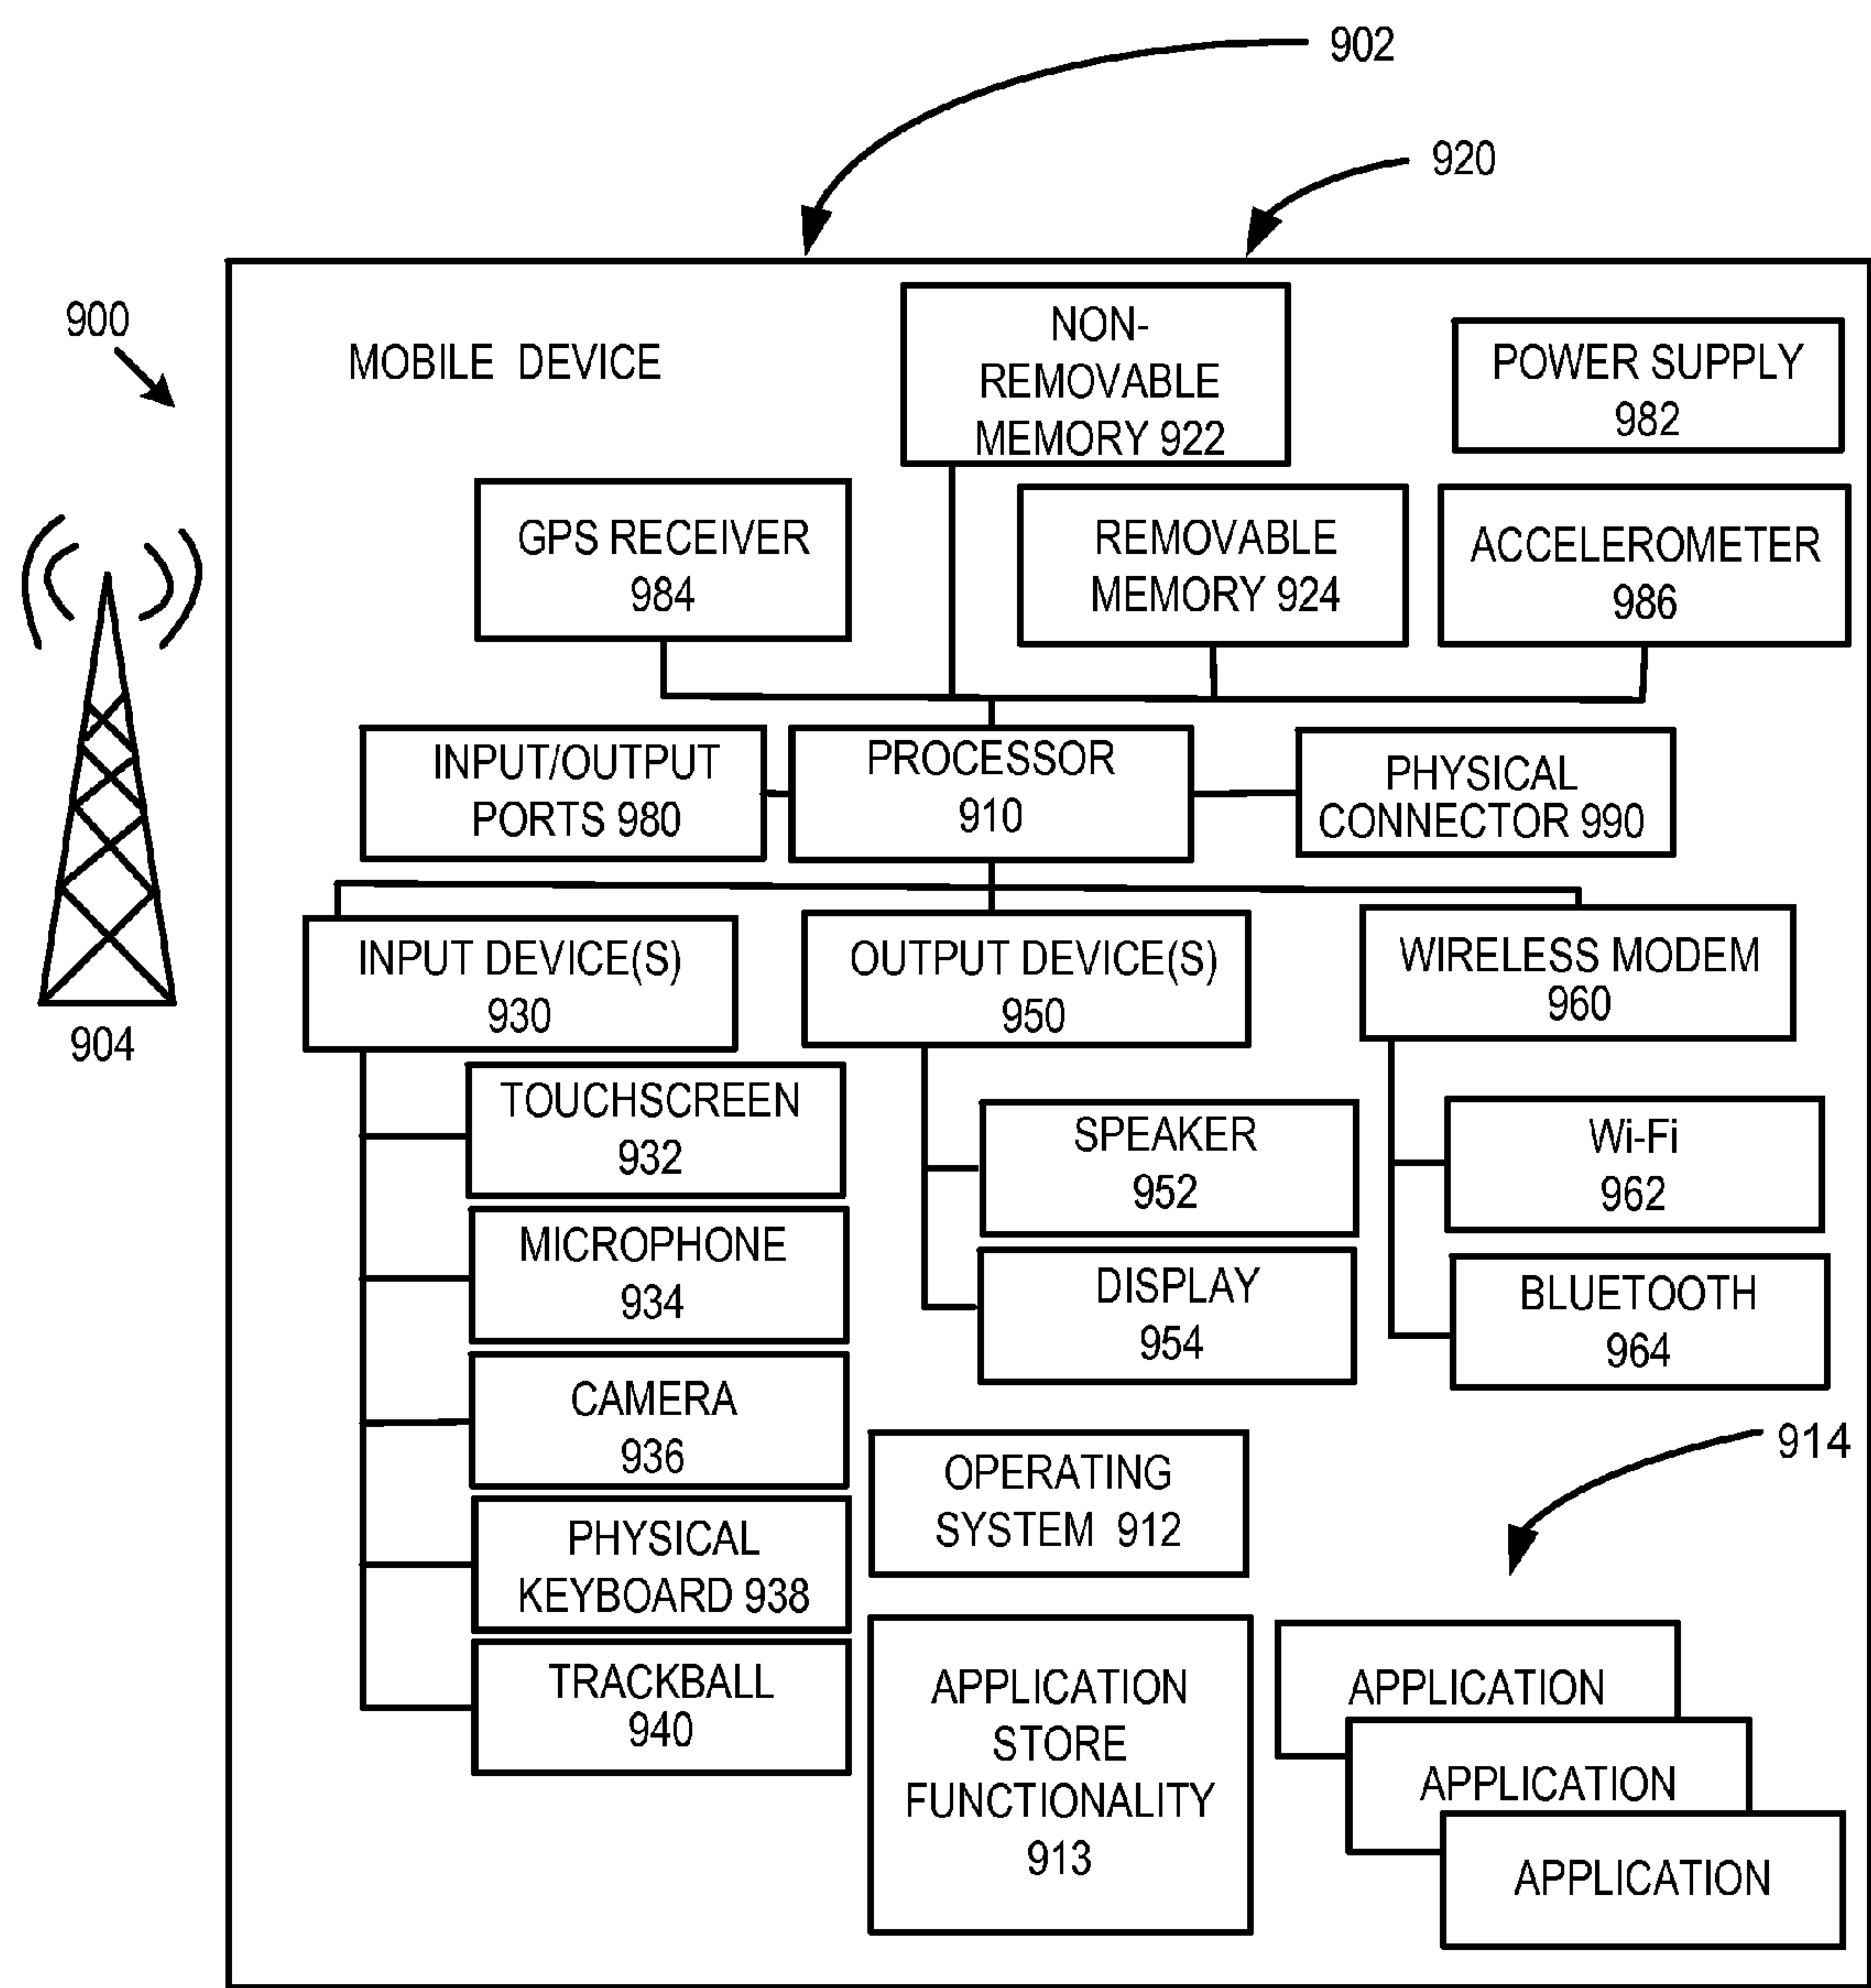 902
920
900
MOBILE DEVICE
NON-
REMOVABLE
MEMORY 922
POWER SUPPLY
982
GPS RECEIVER
984
REMOVABLE
MEMORY 924
ACCELEROMETER
986
INPUT/OUTPUT
PORTS 980
PROCESSOR
910
PHYSICAL
CONNECTOR 990
904
INPUT DEVICE(S)
930
OUTPUT DEVICE(S)
950
WIRELESS MODEM
960
TOUCHSCREEN
932
MICROPHONE
934
CAMERA
936
PHYSICAL
KEYBOARD 938
TRACKBALL
940
SPEAKER
952
DISPLAY
954
Wi-Fi
962
BLUETOOTH
964
OPERATING
SYSTEM 912
914
APPLICATION
STORE
FUNCTIONALITY
913
APPLICATION
APPLICATION
APPLICATION